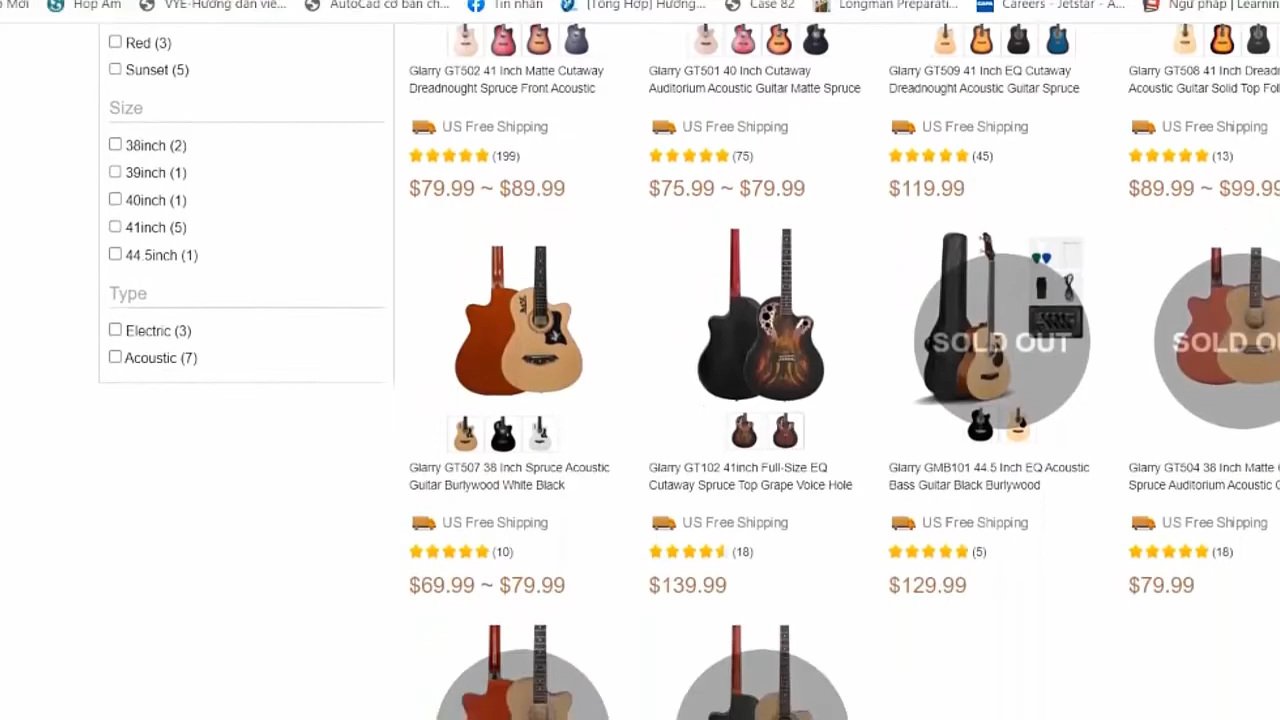 Mới Hợp Âm VYE-Hướng dẫn viê... AutoCad cơ bản ch... Tin nhắn [Tổng Hợp] Hướng... Case 82 Longman Preparati... Careers - Jetstar - A... Ngữ pháp | Learnin
Red (3)
Sunset (5)
Size
38inch (2)
39inch (1)
40inch (1)
41inch (5)
44.5inch (1)
Type
Electric (3)
Acoustic (7)
Glarry GT502 41 Inch Matte Cutaway
Dreadnought Spruce Front Acoustic
US Free Shipping
(199)
$79.99 ~ $89.99
Glarry GT501 40 Inch Cutaway
Auditorium Acoustic Guitar Matte Spruce
US Free Shipping
(75)
$75.99 ~ $79.99
Glarry GT509 41 Inch EQ Cutaway
Dreadnought Acoustic Guitar Spruce
US Free Shipping
(45)
$119.99
Glarry GT508 41 Inch Dreadn
Acoustic Guitar Solid Top Fol
US Free Shipping
(13)
$89.99 ~ $99.99
Glarry GT507 38 Inch Spruce Acoustic
Guitar Burlywood White Black
US Free Shipping
(10)
$69.99 ~ $79.99
Glarry GT102 41inch Full-Size EQ
Cutaway Spruce Top Grape Voice Hole
US Free Shipping
(18)
$139.99
SOLD OUT
Glarry GMB101 44.5 Inch EQ Acoustic
Bass Guitar Black Burlywood
US Free Shipping
(5)
$129.99
SOLD OU
Glarry GT504 38 Inch Matte
Spruce Auditorium Acoustic
US Free Shipping
(18)
$79.99